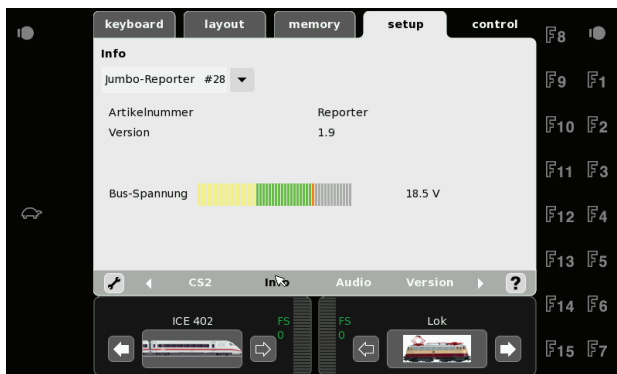 keyboard layout memory setup control
Info
Jumbo-Reporter #28
Artikelnummer Reporter
Version 1.9
Bus-Spannung 18.5 V
CS2 Info Audio Version ?
ICE 402 FS 0
FS 0 Lok
F8
F9 F1
F10 F2
F11 F3
F12 F4
F13 F5
F14 F6
F15 F7